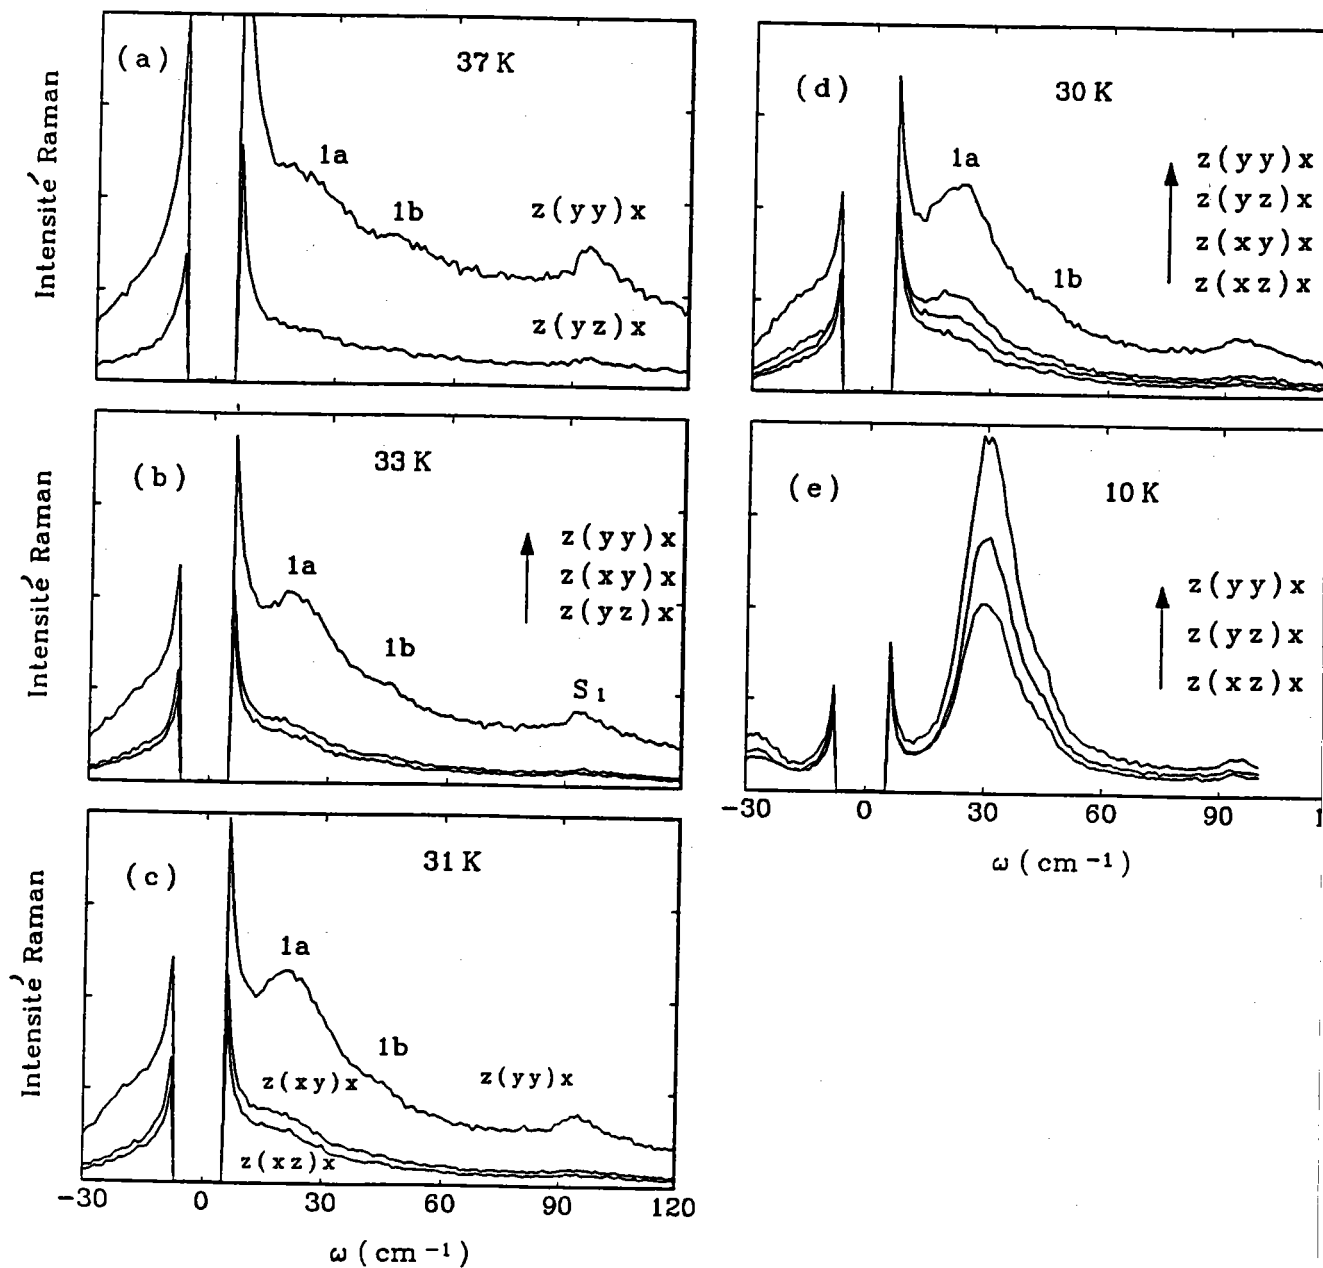 (a)
37 K
1a
1b
z(yy)x
z(yz)x
Intensité Raman
(b)
33 K
1a
1b
S1
z(yy)x
z(xy)x
z(yz)x
Intensité Raman
(c)
31 K
1a
1b
z(xy)x
z(yy)x
z(xz)x
Intensité Raman
-30 0 30 60 90 120
ω (cm⁻¹)
(d)
30 K
1a
1b
z(yy)x
z(yz)x
z(xy)x
z(xz)x
(e)
10 K
z(yy)x
z(yz)x
z(xz)x
-30 0 30 60 90 1
ω (cm⁻¹)